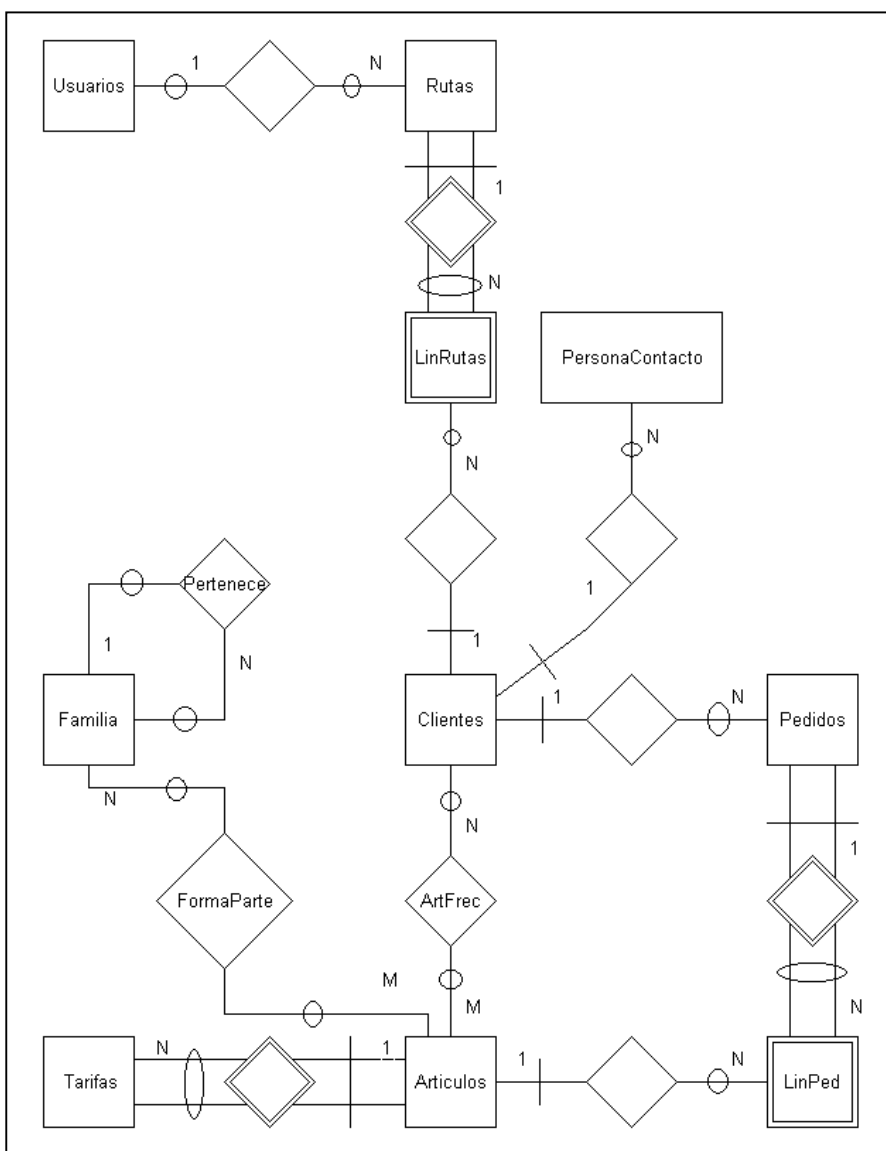 Usuarios
1
N
Rutas
1
N
LinRutas
PersonaContacto
N
N
Pertenece
1
1
1
N
Familia
Clientes
1
N
Pedidos
N
N
1
FormaParte
ArtFrec
M
M
N
Tarifas
N
1
Articulos
1
N
LinPed